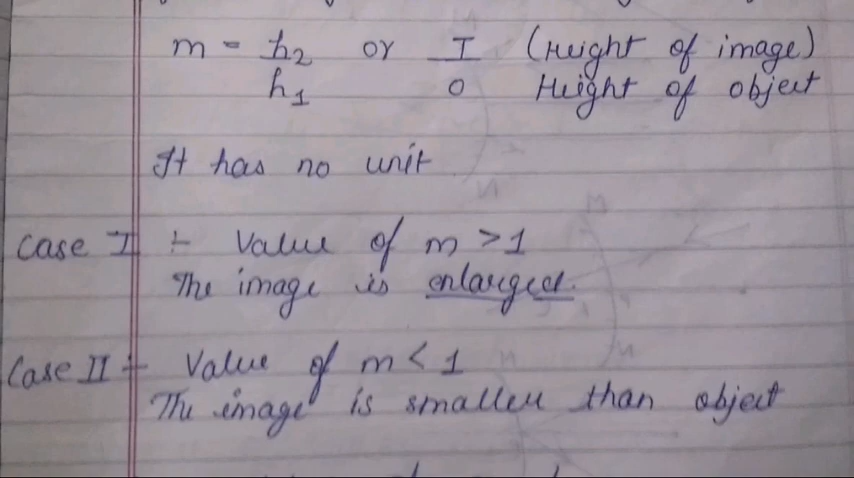 m = h2 or I (Height of image)
h1 O Height of object
It has no unit
Case I :- Value of m > 1
The image is enlarged.
Case II :- Value of m < 1
The image is smaller than object